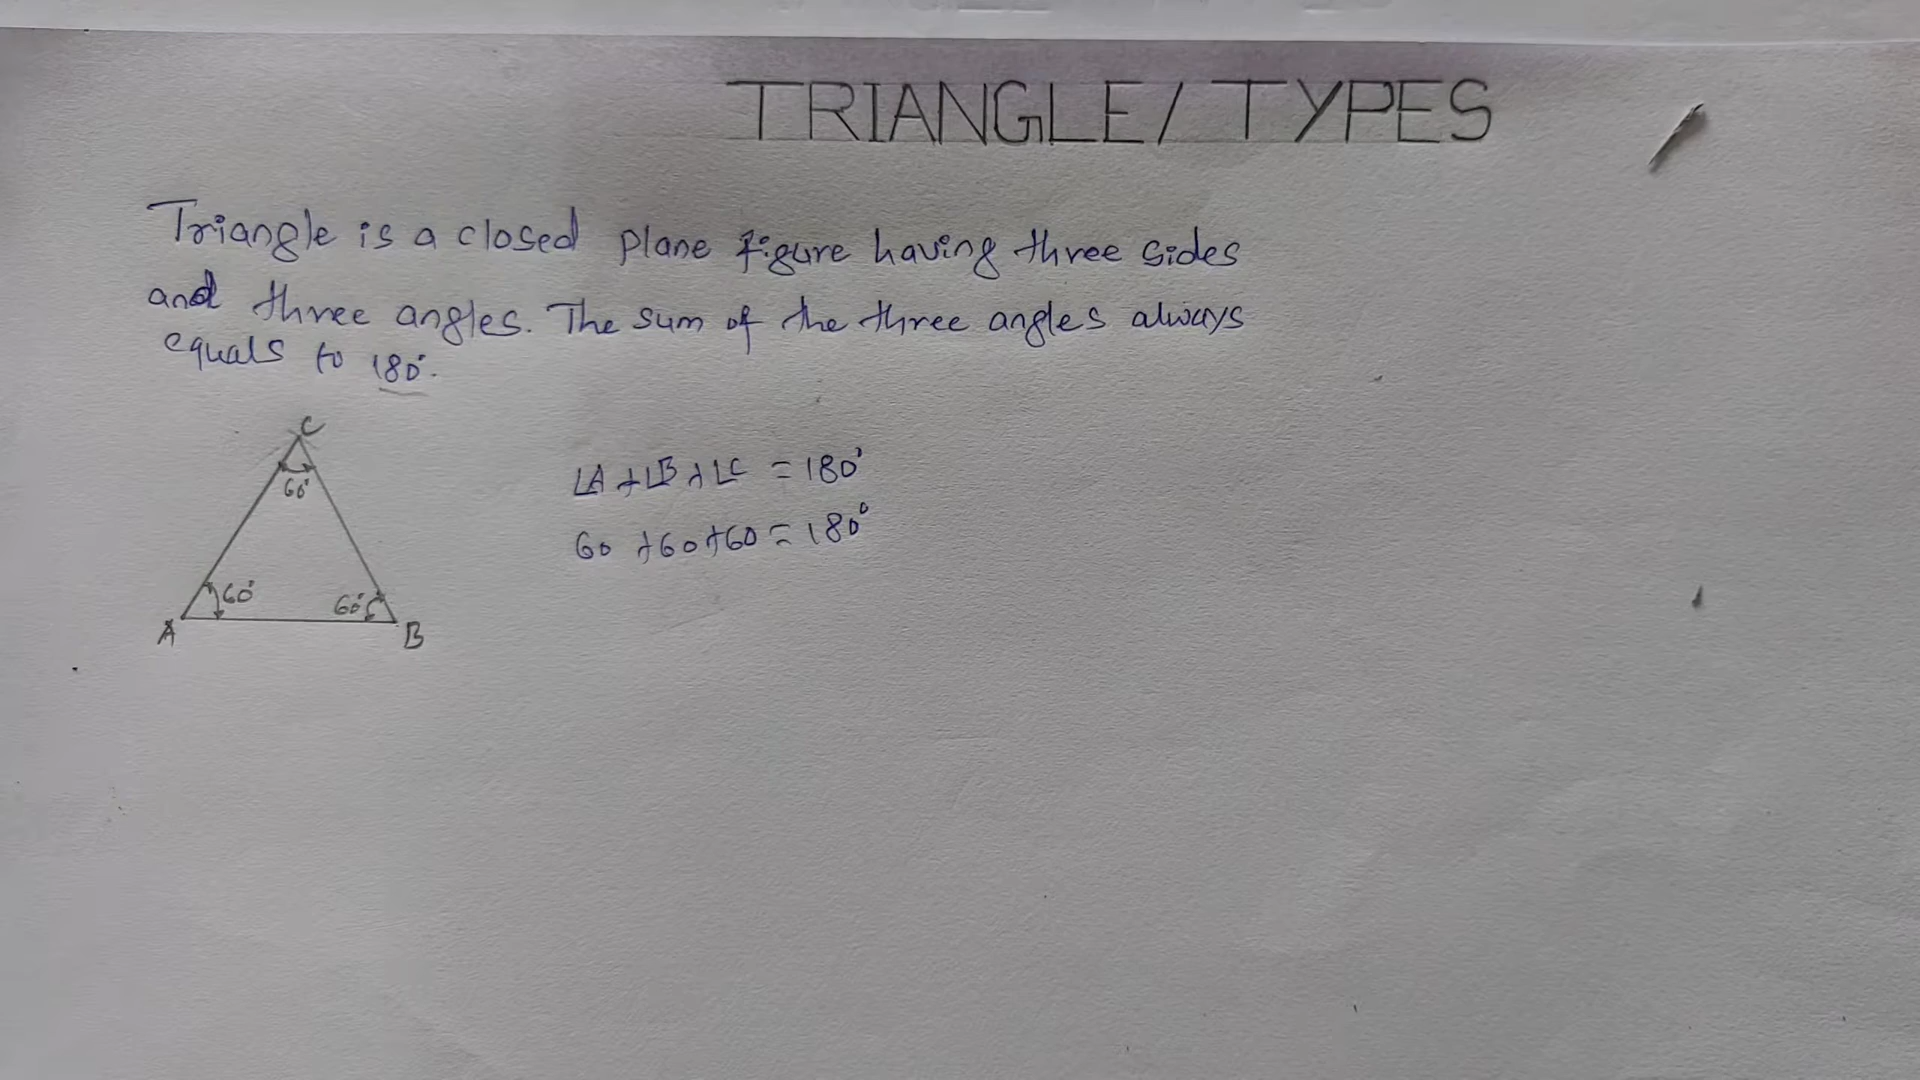 TRIANGLE/ TYPES
Triangle is a closed plane figure having three sides
and three angles. The sum of the three angles always
equals to 180°.
C
60°
60°
60°
A
B
∠A+∠B+∠C = 180°
60 +60+60 = 180°